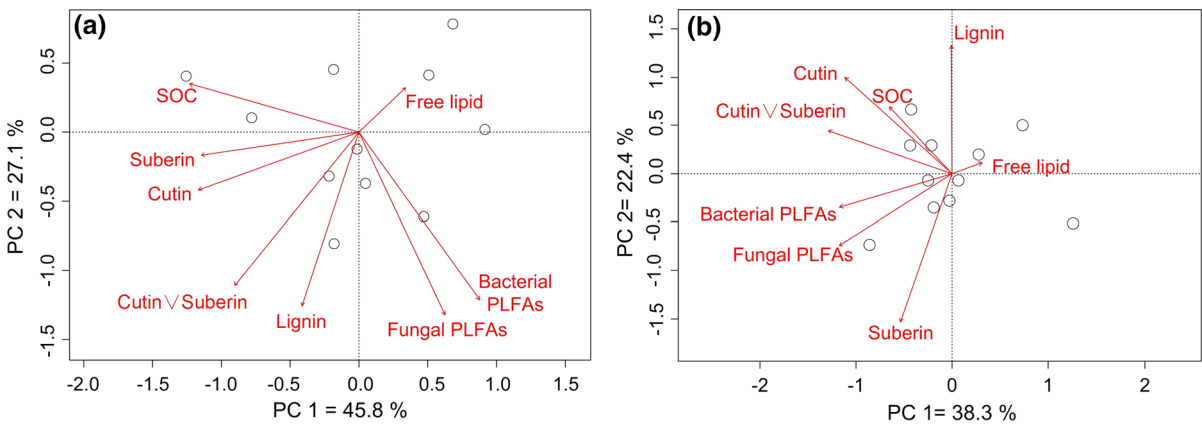 (a)
SOC
Free lipid
Suberin
Cutin
Cutin∨Suberin
Lignin
Bacterial
PLFAs
Fungal PLFAs
0.5
0.0
-0.5
-1.0
-1.5
PC 2 = 27.1 %
-2.0 -1.5 -1.0 -0.5 0.0 0.5 1.0 1.5
PC 1 = 45.8 %
(b)
Lignin
Cutin
SOC
Cutin∨Suberin
Free lipid
Bacterial PLFAs
Fungal PLFAs
Suberin
1.5
1.0
0.5
0.0
-0.5
-1.0
-1.5
PC 2= 22.4 %
-2 -1 0 1 2
PC 1= 38.3 %